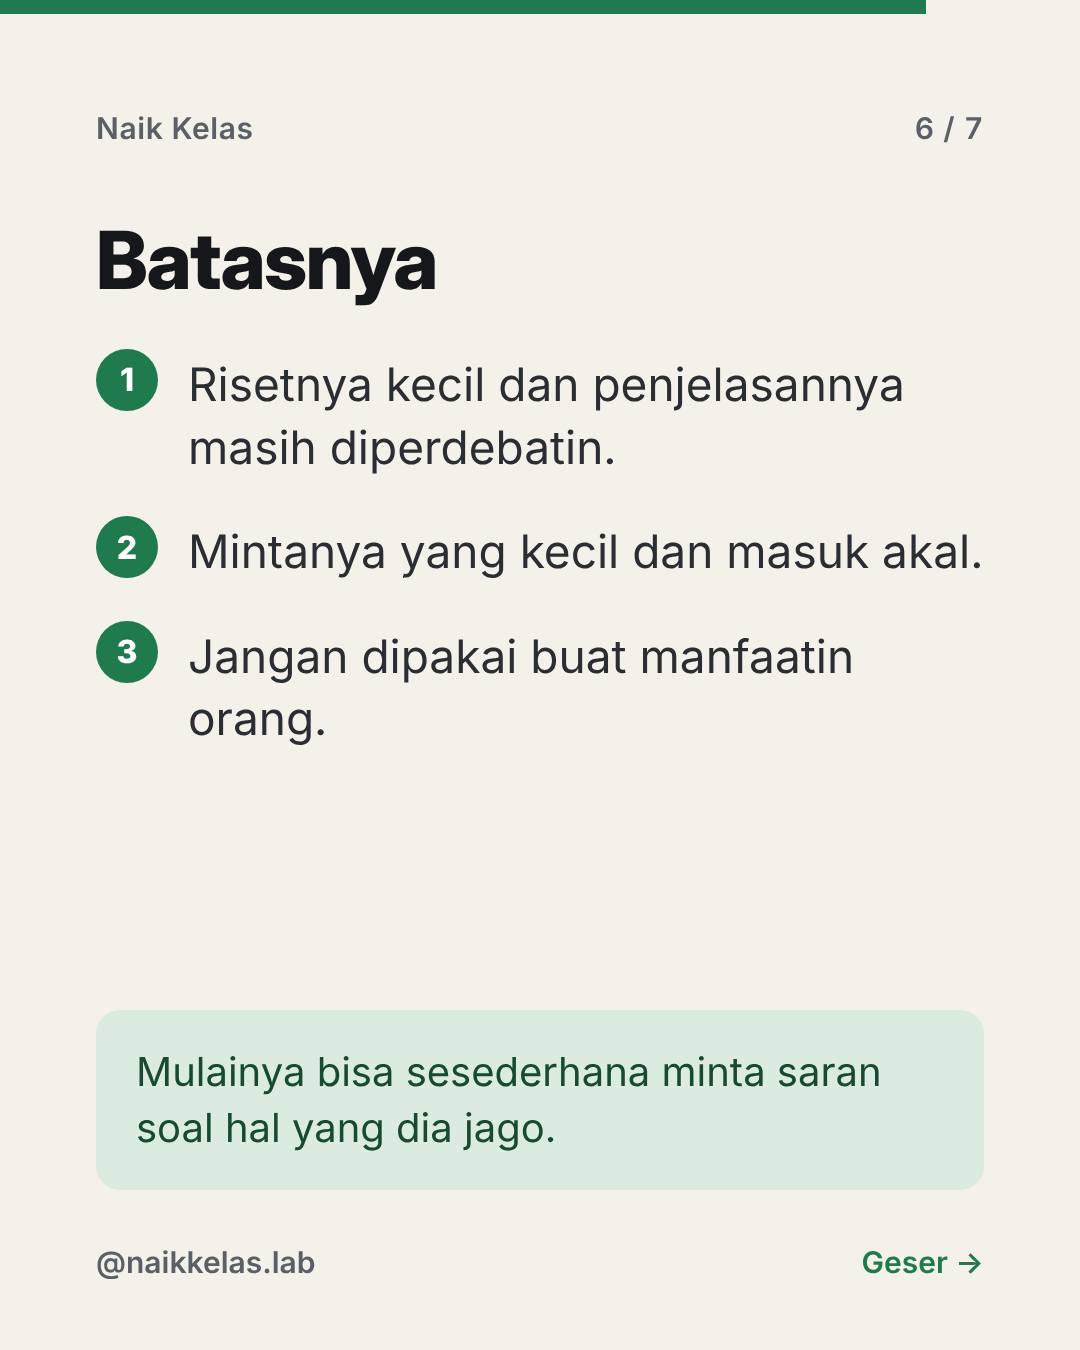 Naik Kelas
6 / 7
Batasnya
1 Risetnya kecil dan penjelasannya
masih diperdebatin.
2 Mintanya yang kecil dan masuk akal.
3 Jangan dipakai buat manfaatin
orang.
Mulainya bisa sesederhana minta saran
soal hal yang dia jago.
@naikkelas.lab
Geser →